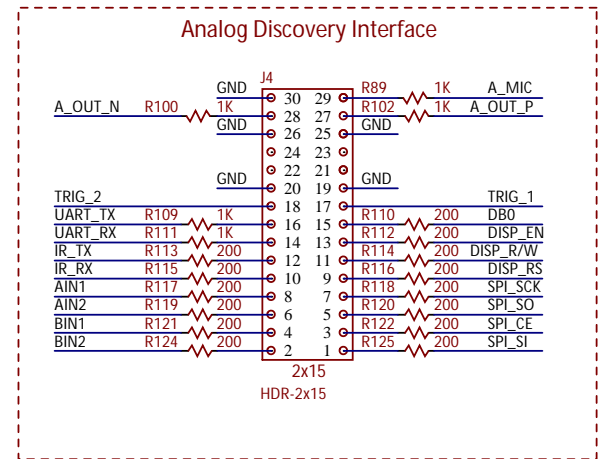 Analog Discovery Interface
J4
GND 30 29 R89 1K A_MIC
A_OUT_N R100 1K 28 27 R102 1K A_OUT_P
GND 26 25 GND
24 23
22 21
GND 20 19 GND
TRIG_2 18 17 TRIG_1
UART_TX R109 1K 16 15 R110 200 DB0
UART_RX R111 1K 14 13 R112 200 DISP_EN
IR_TX R113 200 12 11 R114 200 DISP_R/W
IR_RX R115 200 10 9 R116 200 DISP_RS
AIN1 R117 200 8 7 R118 200 SPI_SCK
AIN2 R119 200 6 5 R120 200 SPI_SO
BIN1 R121 200 4 3 R122 200 SPI_CE
BIN2 R124 200 2 1 R125 200 SPI_SI
2x15
HDR-2x15